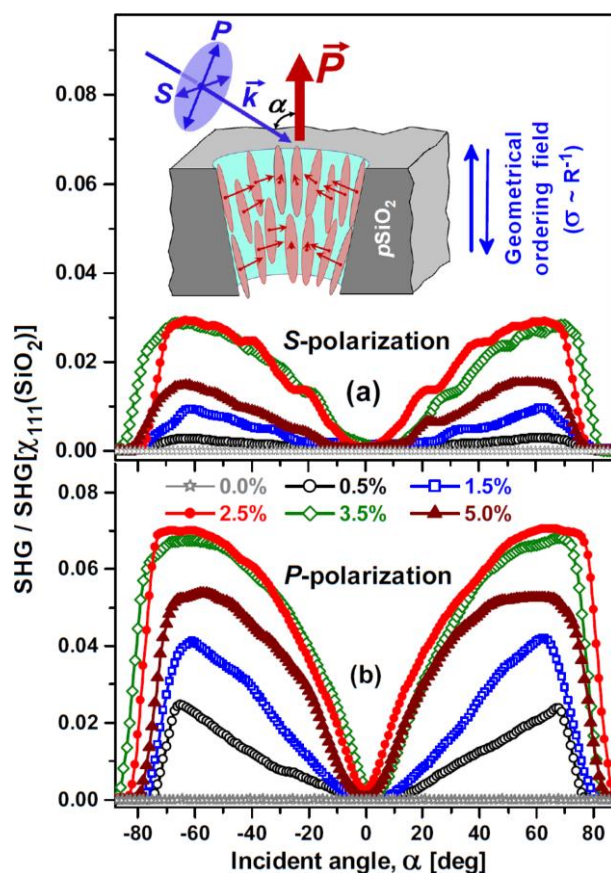 0.08
P
S
k
α
P
0.06
pSiO₂
Geometrical
ordering field
(σ ~ R⁻¹)
0.04
0.02
S-polarization
(a)
0.00
SHG / SHG[χ₁₁₁(SiO₂)]
0.08
0.0% 0.5% 1.5%
2.5% 3.5% 5.0%
0.06
P-polarization
0.04
(b)
0.02
0.00
-80 -60 -40 -20 0 20 40 60 80
Incident angle, α [deg]